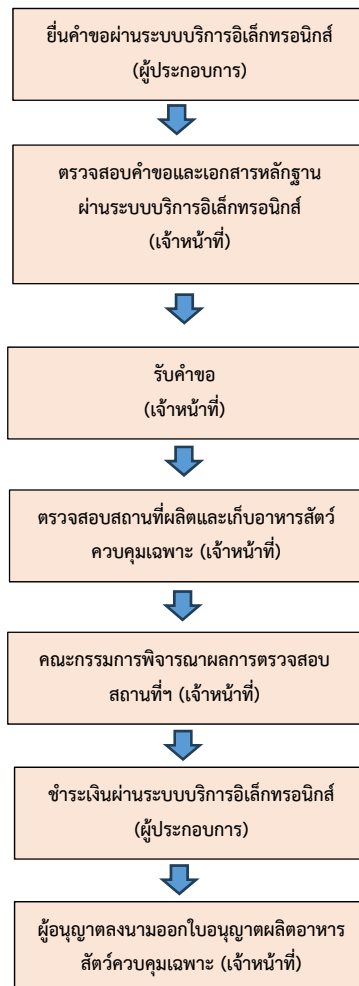 ยื่นคำขอผ่านระบบบริการอิเล็กทรอนิกส์
(ผู้ประกอบการ)
ตรวจสอบคำขอและเอกสารหลักฐาน
ผ่านระบบบริการอิเล็กทรอนิกส์
(เจ้าหน้าที่)
รับคำขอ
(เจ้าหน้าที่)
ตรวจสอบสถานที่ผลิตและเก็บอาหารสัตว์
ควบคุมเฉพาะ (เจ้าหน้าที่)
คณะกรรมการพิจารณาผลการตรวจสอบ
สถานที่ฯ (เจ้าหน้าที่)
ชำระเงินผ่านระบบบริการอิเล็กทรอนิกส์
(ผู้ประกอบการ)
ผู้อนุญาตลงนามออกใบอนุญาตผลิตอาหาร
สัตว์ควบคุมเฉพาะ (เจ้าหน้าที่)